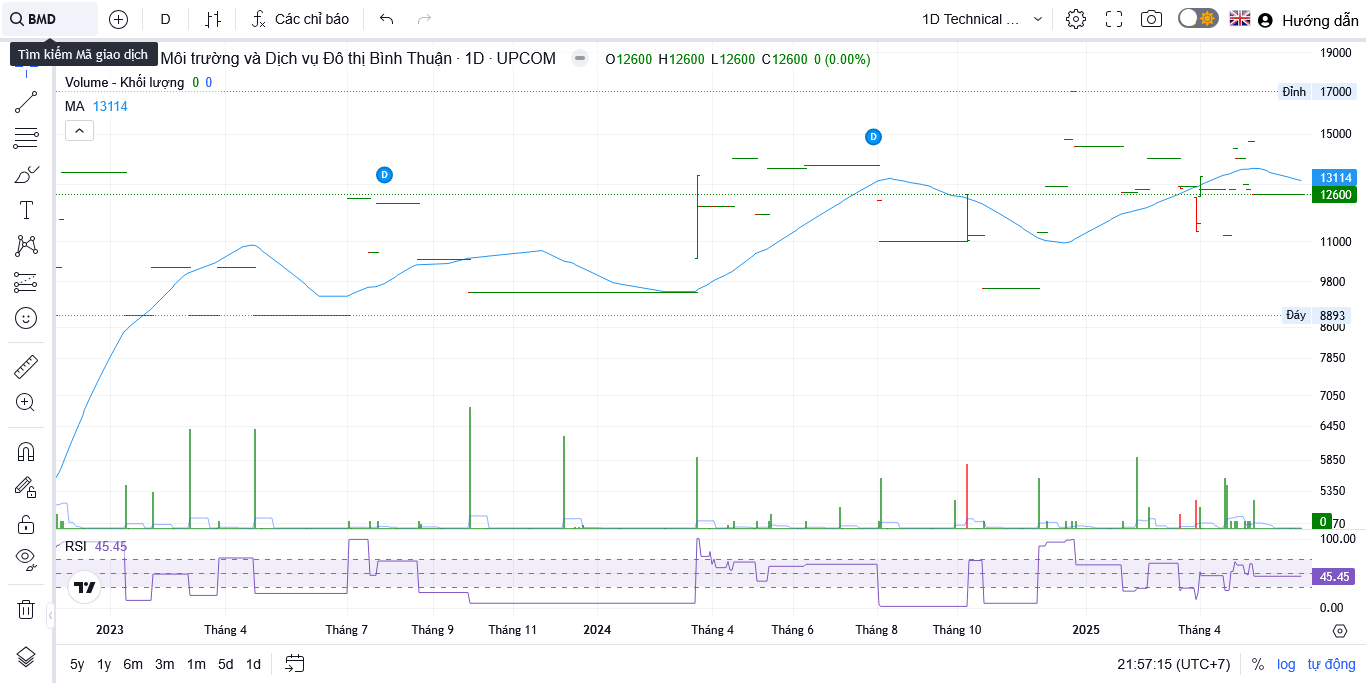 BMD
D
Các chỉ báo
1D Technical ...
Hướng dẫn
Tìm kiếm Mã giao dịch
Môi trường và Dịch vụ Đô thị Bình Thuận · 1D · UPCOM
O12600 H12600 L12600 C12600 0 (0.00%)
Volume - Khối lượng 0 0
MA 13114
D
D
19000
Đỉnh 17000
15000
13114
12600
11000
9800
Đáy 8893
8600
7850
7050
6450
5850
5350
0
70
RSI 45.45
100.00
45.45
0.00
2023
Tháng 4
Tháng 7
Tháng 9
Tháng 11
2024
Tháng 4
Tháng 6
Tháng 8
Tháng 10
2025
Tháng 4
5y 1y 6m 3m 1m 5d 1d
21:57:15 (UTC+7)
% log tự động